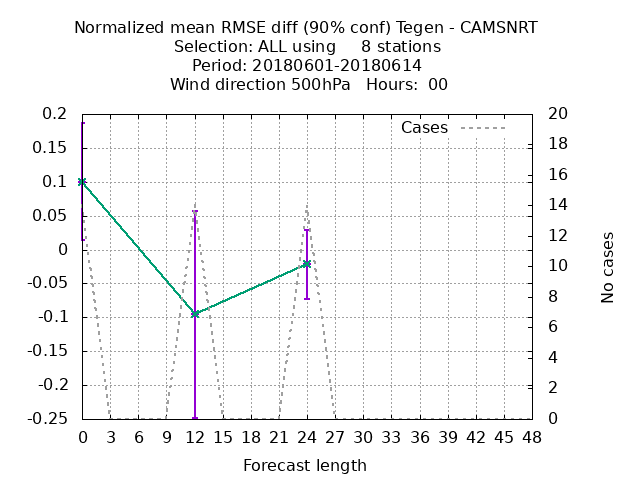 Normalized mean RMSE diff (90% conf) Tegen - CAMSNRT
Selection: ALL using     8 stations
Period: 20180601-20180614
Wind direction 500hPa   Hours:  00
Cases
0.2
0.15
0.1
0.05
0
-0.05
-0.1
-0.15
-0.2
-0.25
20
18
16
14
12
10
8
6
4
2
0
No cases
0 3 6 9 12 15 18 21 24 27 30 33 36 39 42 45 48
Forecast length